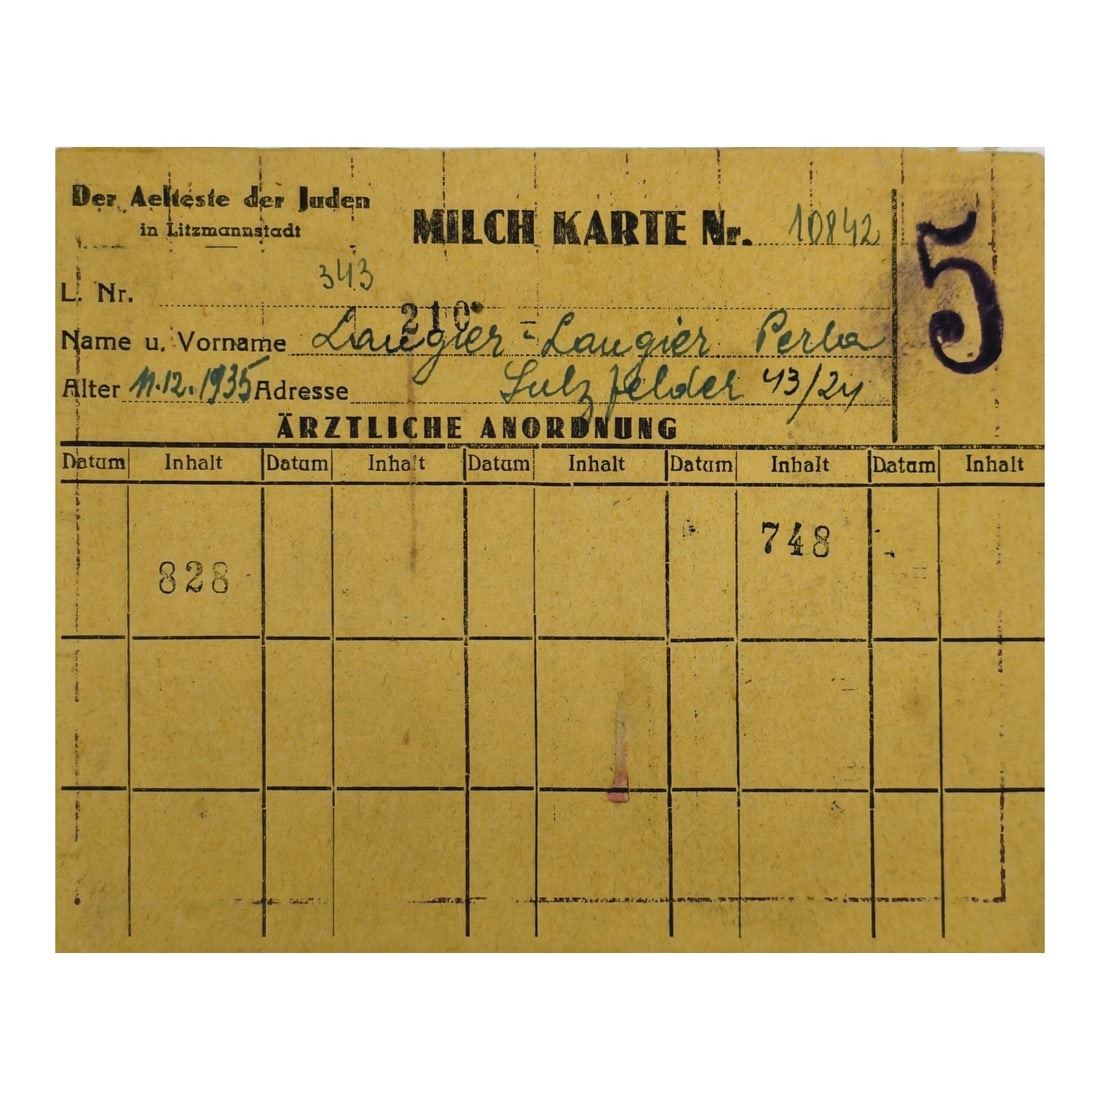 Der Aelteste der Juden
in Litzmannstadt
MILCH KARTE Nr. 10842
5
L. Nr. 343
210
Name u. Vorname Laugier - Laugier Perla
Alter 11.12.1935 Adresse Sulzfelder 43/24
ÄRZTLICHE ANORDNUNG
Datum Inhalt Datum Inhalt Datum Inhalt Datum Inhalt Datum Inhalt
828 748